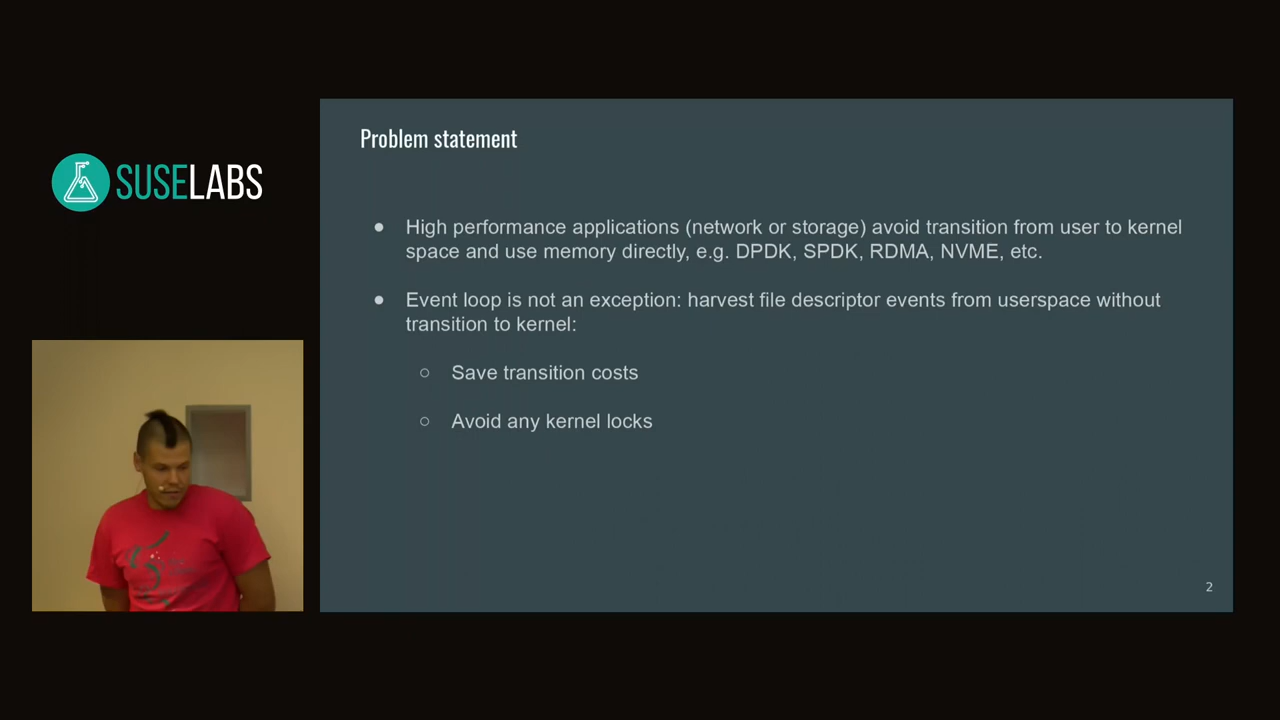 SUSELABS
Problem statement
● High performance applications (network or storage) avoid transition from user to kernel
space and use memory directly, e.g. DPDK, SPDK, RDMA, NVME, etc.
● Event loop is not an exception: harvest file descriptor events from userspace without
transition to kernel:
○ Save transition costs
○ Avoid any kernel locks
2